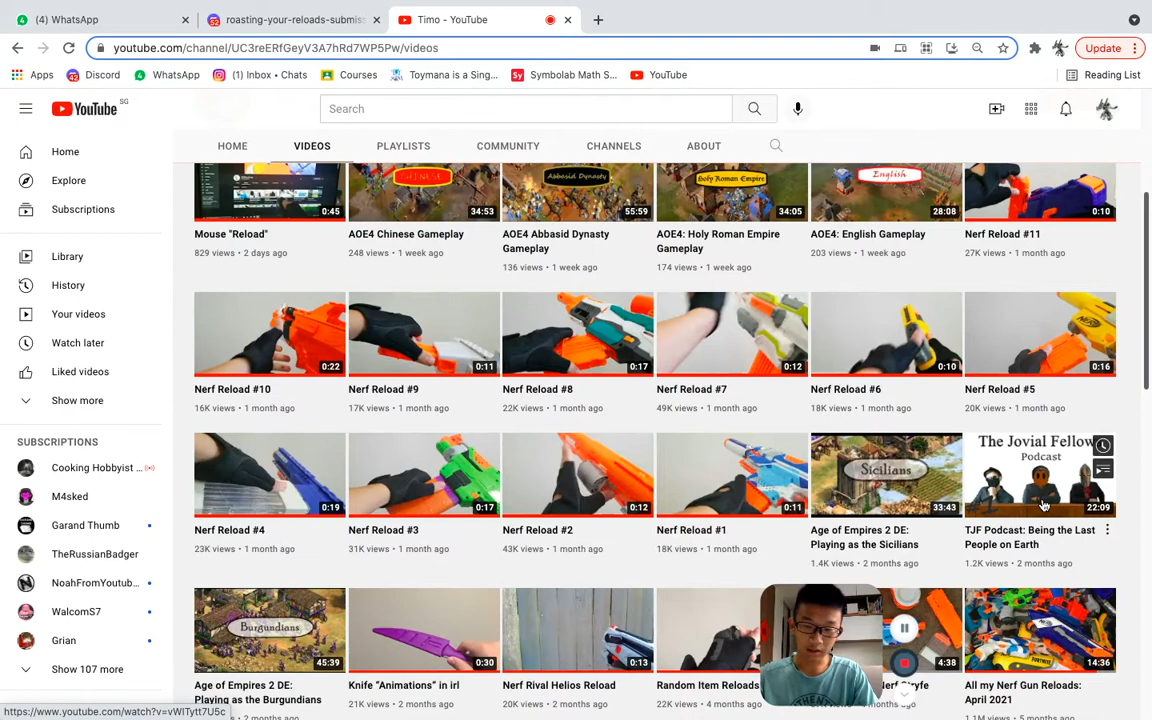 (4) WhatsApp
roasting-your-reloads-submiss
Timo - YouTube
youtube.com/channel/UC3reERfGeyV3A7hRd7WP5Pw/videos
Update
Apps
Discord
WhatsApp
(1) Inbox • Chats
Courses
Toymana is a Sing...
Symbolab Math S...
YouTube
Reading List
YouTube SG
Search
HOME
VIDEOS
PLAYLISTS
COMMUNITY
CHANNELS
ABOUT
Home
Explore
Subscriptions
Library
History
Your videos
Watch later
Liked videos
Show more
SUBSCRIPTIONS
Cooking Hobbyist ...
M4sked
Garand Thumb
TheRussianBadger
NoahFromYoutub...
WalcomS7
Grian
Show 107 more
0:45
Mouse "Reload"
829 views • 2 days ago
CHINESE
34:53
AOE4 Chinese Gameplay
248 views • 1 week ago
Abbasid Dynasty
55:59
AOE4 Abbasid Dynasty
Gameplay
136 views • 1 week ago
Holy Roman Empire
34:05
AOE4: Holy Roman Empire
Gameplay
174 views • 1 week ago
English
28:08
AOE4: English Gameplay
203 views • 1 week ago
0:10
Nerf Reload #11
27K views • 1 month ago
0:22
Nerf Reload #10
16K views • 1 month ago
0:11
Nerf Reload #9
17K views • 1 month ago
0:17
Nerf Reload #8
22K views • 1 month ago
0:12
Nerf Reload #7
49K views • 1 month ago
0:10
Nerf Reload #6
18K views • 1 month ago
NERF
0:16
Nerf Reload #5
20K views • 1 month ago
0:19
Nerf Reload #4
23K views • 1 month ago
0:17
Nerf Reload #3
31K views • 1 month ago
0:12
Nerf Reload #2
43K views • 1 month ago
0:11
Nerf Reload #1
18K views • 1 month ago
Sicilians
33:43
Age of Empires 2 DE:
Playing as the Sicilians
1.4K views • 2 months ago
The Jovial Fellow
Podcast
22:09
TJF Podcast: Being the Last
People on Earth
1.2K views • 2 months ago
Burgundians
45:39
Age of Empires 2 DE:
Playing as the Burgundians
0:30
Knife "Animations" in irl
21K views • 2 months ago
0:13
Nerf Rival Helios Reload
20K views • 2 months ago
Random Item Reloads
22K views • 4 months ago
4:38
Nerf Stryfe
14:36
All my Nerf Gun Reloads:
April 2021
1.1M views • 5 months ago
https://www.youtube.com/watch?v=vWlTytt7U5c